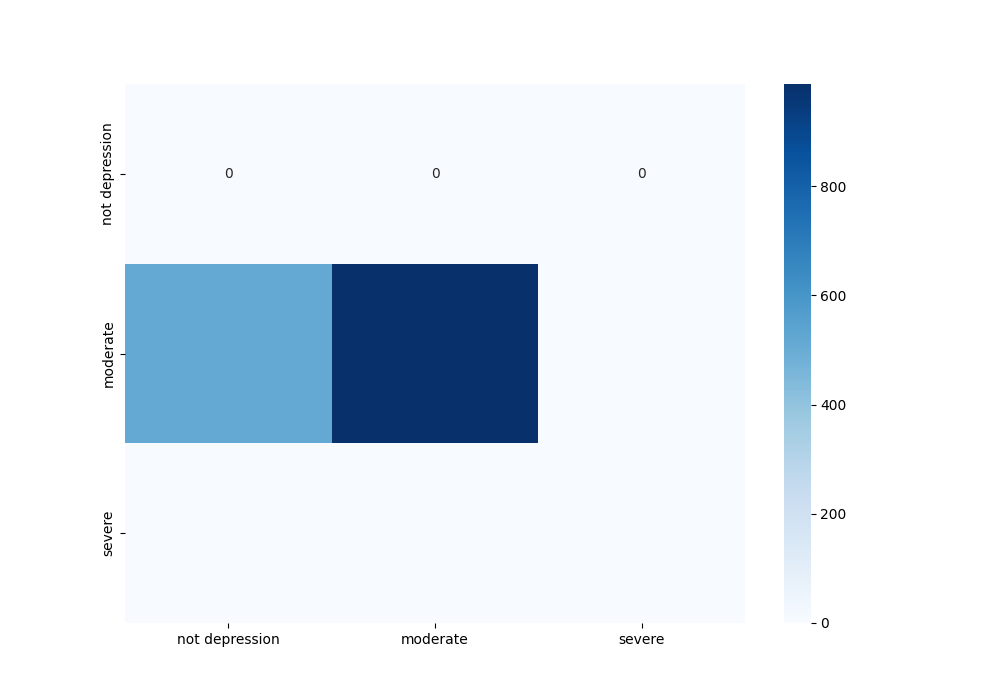 not depression
moderate
severe
0 0 0
not depression moderate severe
800
600
400
200
0